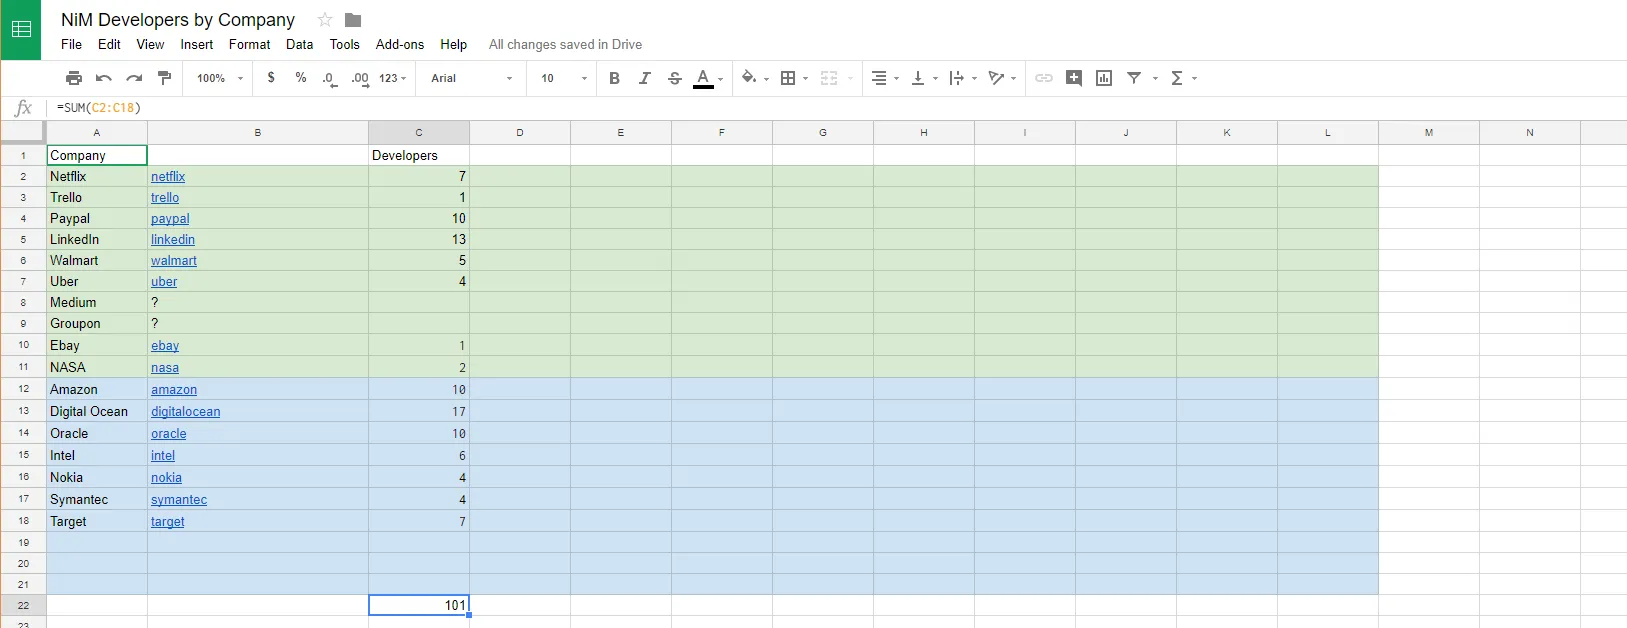 NiM Developers by Company
File Edit View Insert Format Data Tools Add-ons Help All changes saved in Drive
100% $ % .0 .00 123 Arial 10 B I S A Σ
fx =SUM(C2:C18)
A B C D E F G H I J K L M N
1 Company Developers
2 Netflix netflix 7
3 Trello trello 1
4 Paypal paypal 10
5 LinkedIn linkedin 13
6 Walmart walmart 5
7 Uber uber 4
8 Medium ?
9 Groupon ?
10 Ebay ebay 1
11 NASA nasa 2
12 Amazon amazon 10
13 Digital Ocean digitalocean 17
14 Oracle oracle 10
15 Intel intel 6
16 Nokia nokia 4
17 Symantec symantec 4
18 Target target 7
19
20
21
22 101
23